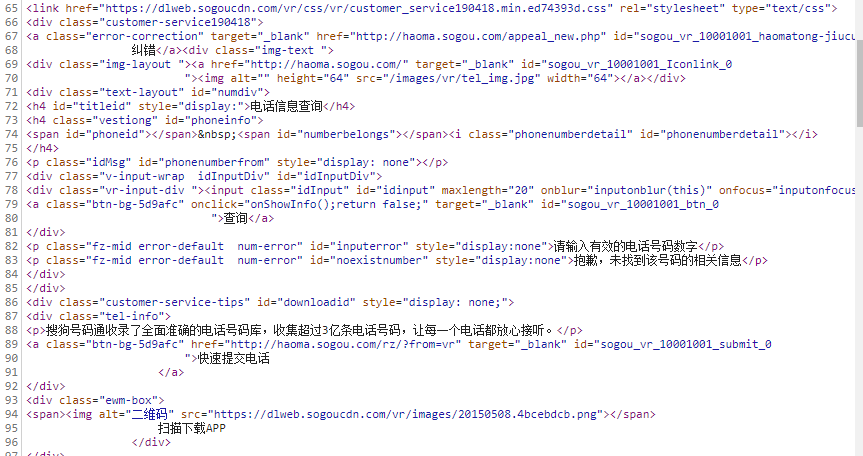 65 <link href="https://dlweb.sogoucdn.com/vr/css/vr/customer_service190418.min.ed74393d.css" rel="stylesheet" type="text/css">
66 <div class="customer-service190418">
67 <a class="error-correction" target="_blank" href="http://haoma.sogou.com/appeal_new.php" id="sogou_vr_10001001_haomatong-jiucu
68 纠错</a><div class="img-text ">
69 <div class="img-layout "><a href="http://haoma.sogou.com/" target="_blank" id="sogou_vr_10001001_Iconlink_0
70 "><img alt="" height="64" src="/images/vr/tel_img.jpg" width="64"></a></div>
71 <div class="text-layout" id="numdiv">
72 <h4 id="titleid" style="display:">电话信息查询</h4>
73 <h4 class="vestiong" id="phoneinfo">
74 <span id="phoneid"></span>&nbsp;<span id="numberbelongs"></span><i class="phonenumberdetail" id="phonenumberdetail"></i>
75 </h4>
76 <p class="idMsg" id="phonenumberfrom" style="display: none"></p>
77 <div class="v-input-wrap  idInputDiv" id="idInputDiv">
78 <div class="vr-input-div "><input class="idInput" id="idinput" maxlength="20" onblur="inputonblur(this)" onfocus="inputonfocus
79 <a class="btn-bg-5d9afc" onclick="onShowInfo();return false;" target="_blank" id="sogou_vr_10001001_btn_0
80 ">查询</a>
81 </div>
82 <p class="fz-mid error-default  num-error" id="inputerror" style="display:none">请输入有效的电话号码数字</p>
83 <p class="fz-mid error-default  num-error" id="noexistnumber" style="display:none">抱歉，未找到该号码的相关信息</p>
84 </div>
85 </div>
86 <div class="customer-service-tips" id="downloadid" style="display: none;">
87 <div class="tel-info">
88 <p>搜狗号码通收录了全面准确的电话号码库，收集超过3亿条电话号码，让每一个电话都放心接听。</p>
89 <a class="btn-bg-5d9afc" href="http://haoma.sogou.com/rz/?from=vr" target="_blank" id="sogou_vr_10001001_submit_0
90 ">快速提交电话
91 </a>
92 </div>
93 <div class="ewm-box">
94 <span><img alt="二维码" src="https://dlweb.sogoucdn.com/vr/images/20150508.4bcebdcb.png"></span>
95 扫描下载APP
96 </div>
97 </div>